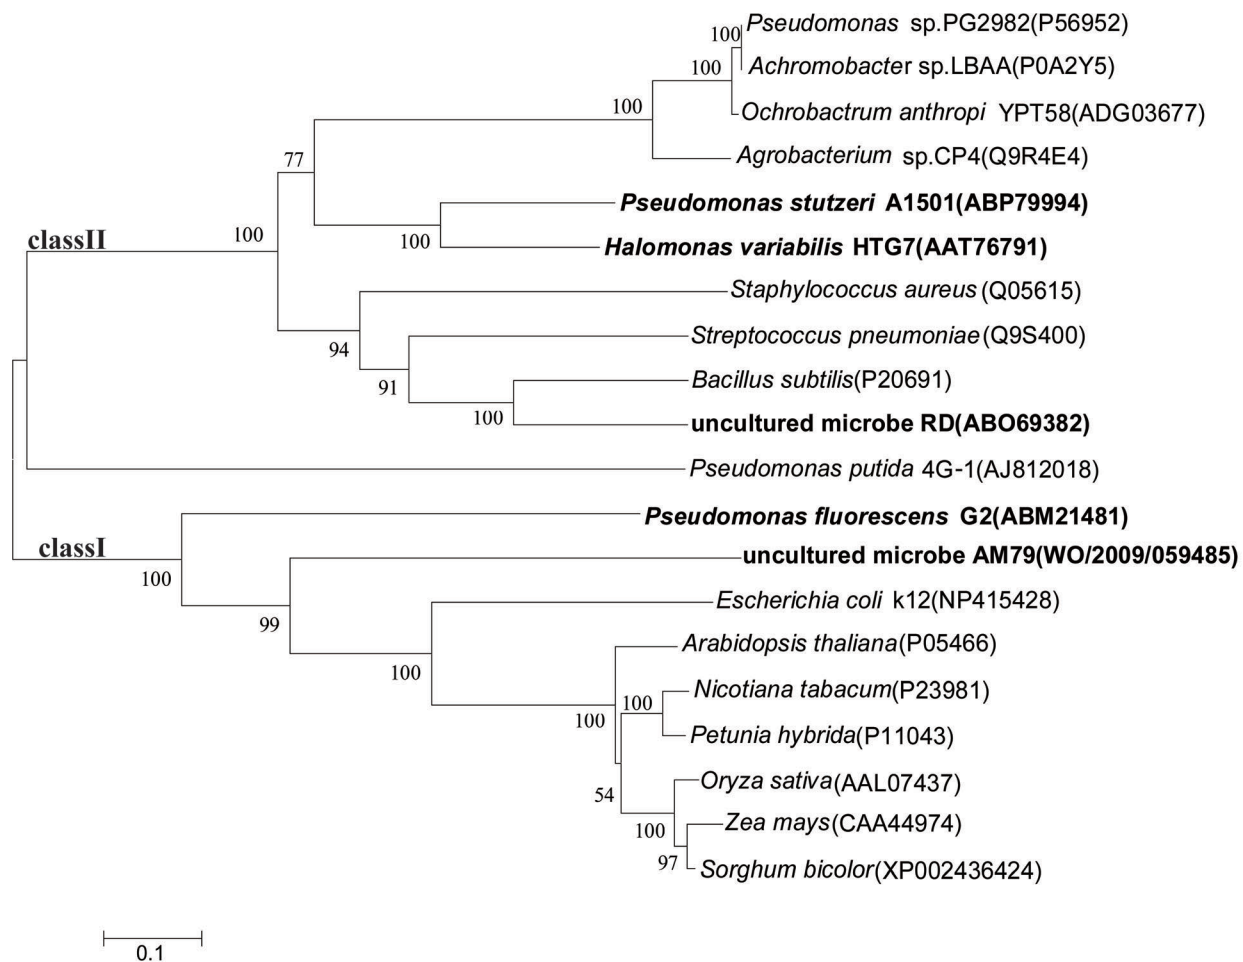 Pseudomonas sp.PG2982(P56952)
100
Achromobacter sp.LBAA(P0A2Y5)
100
100
Ochrobactrum anthropi YPT58(ADG03677)
Agrobacterium sp.CP4(Q9R4E4)
77
Pseudomonas stutzeri A1501(ABP79994)
classII
100
100
Halomonas variabilis HTG7(AAT76791)
Staphylococcus aureus(Q05615)
Streptococcus pneumoniae(Q9S400)
94
Bacillus subtilis(P20691)
91
100
uncultured microbe RD(ABO69382)
Pseudomonas putida 4G-1(AJ812018)
Pseudomonas fluorescens G2(ABM21481)
classI
uncultured microbe AM79(WO/2009/059485)
100
Escherichia coli k12(NP415428)
99
Arabidopsis thaliana(P05466)
100
Nicotiana tabacum(P23981)
100
100
Petunia hybrida(P11043)
Oryza sativa(AAL07437)
54
Zea mays(CAA44974)
100
97
Sorghum bicolor(XP002436424)
0.1